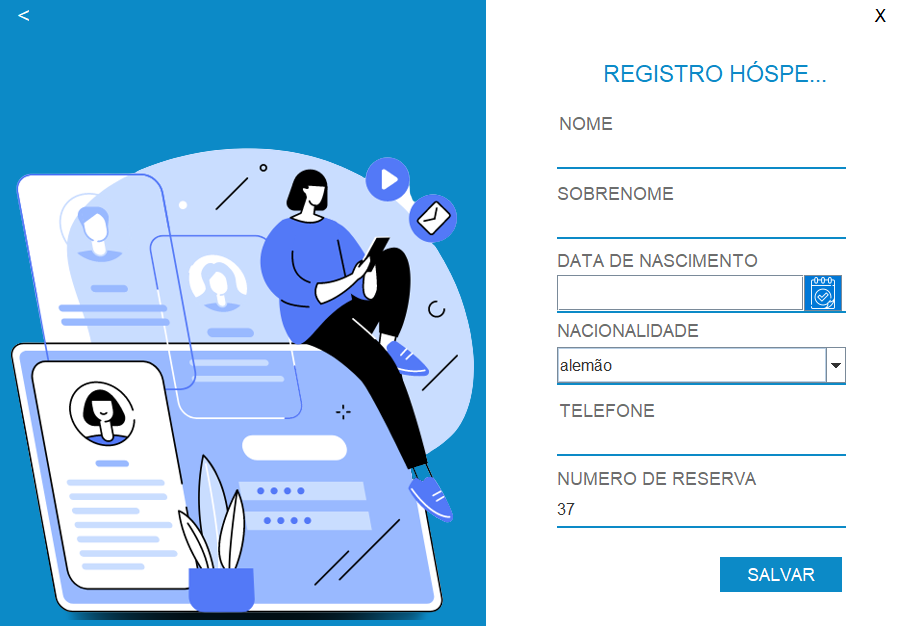 <
X
REGISTRO HÓSPE...
NOME
SOBRENOME
DATA DE NASCIMENTO
NACIONALIDADE
alemão
TELEFONE
NUMERO DE RESERVA
37
SALVAR